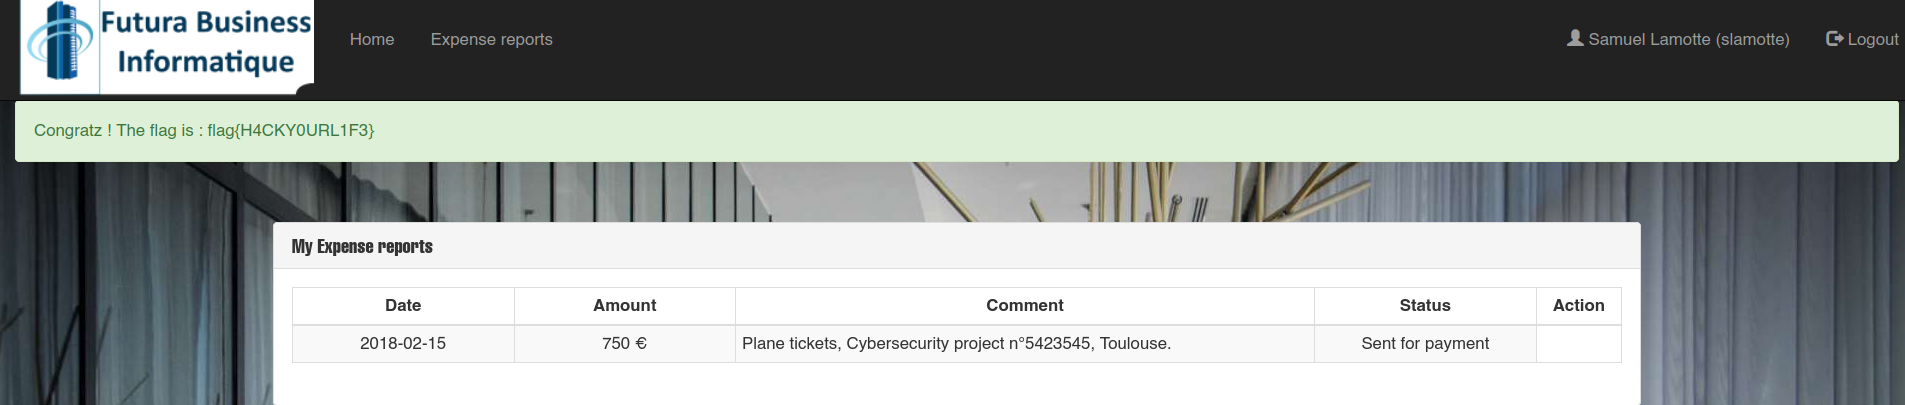 Futura Business
Informatique
Home Expense reports Samuel Lamotte (slamotte) Logout
Congratz ! The flag is : flag{H4CKY0URL1F3}
My Expense reports
Date Amount Comment Status Action
2018-02-15 750 € Plane tickets, Cybersecurity project n°5423545, Toulouse. Sent for payment